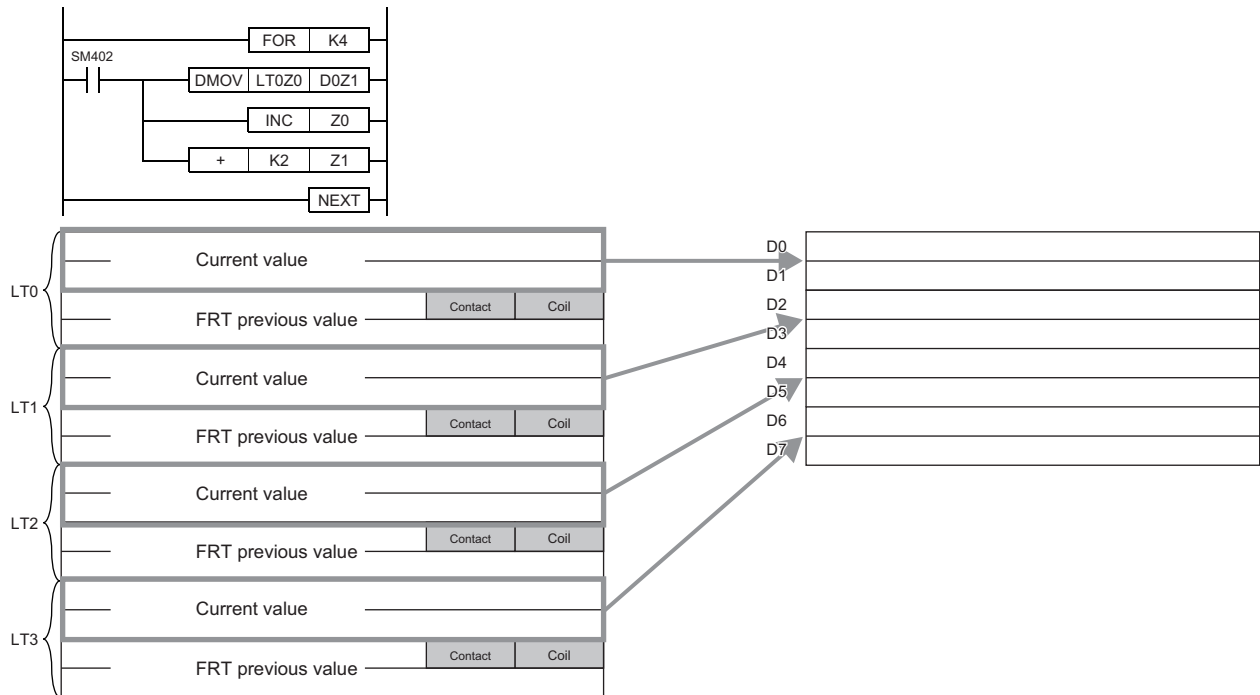 FOR K4
SM402
DMOV LT0Z0 D0Z1
INC Z0
+ K2 Z1
NEXT
LT0
Current value
Contact Coil
FRT previous value
LT1
Current value
Contact Coil
FRT previous value
LT2
Current value
Contact Coil
FRT previous value
LT3
Current value
Contact Coil
FRT previous value
D0
D1
D2
D3
D4
D5
D6
D7